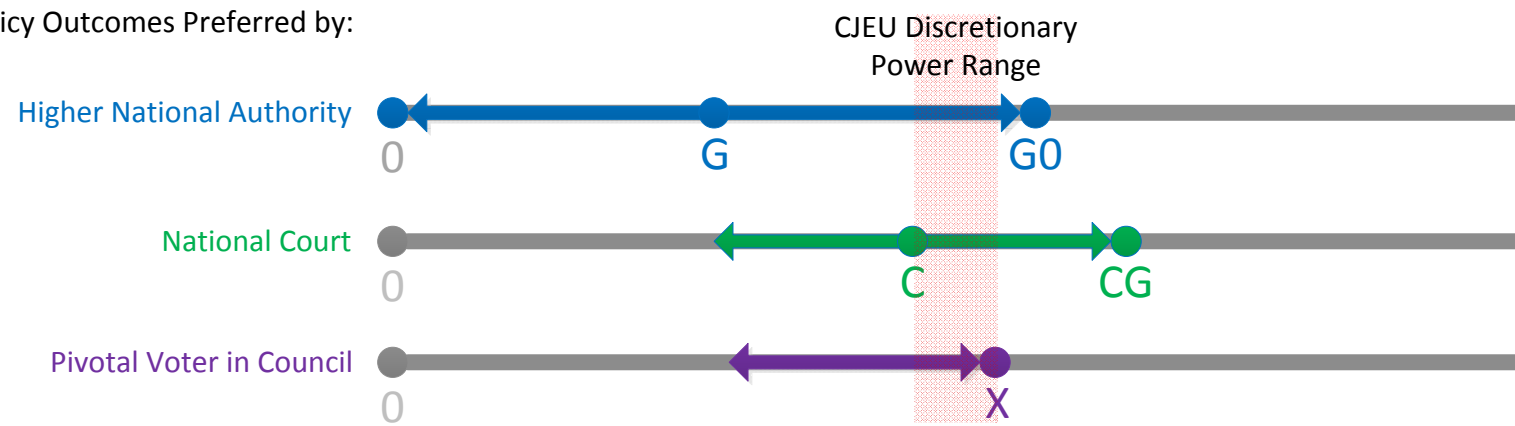 icy Outcomes Preferred by:
CJEU Discretionary
Power Range
Higher National Authority
0 G G0
National Court
0 C CG
Pivotal Voter in Council
0 X